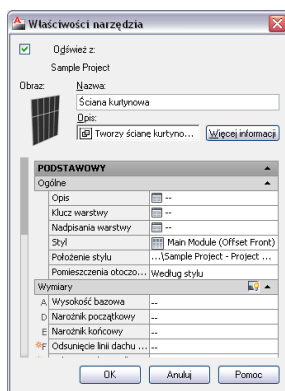 Właściwości narzędzia
Odśwież z:
Sample Project
Obraz:
Nazwa:
Ściana kurtynowa
Opis:
Tworzy ścianę kurtyno...
Więcej informacji
PODSTAWOWY
Ogólne
Opis --
Klucz warstwy --
Nadpisania warstwy --
Styl Main Module (Offset Front)
Położenie stylu ...\Sample Project - Project ...
Pomieszczenia otoczo... Według stylu
Wymiary
A Wysokość bazowa --
D Narożnik początkowy --
E Narożnik końcowy --
F Odsunięcie linii dachu ... --
OK Anuluj Pomoc